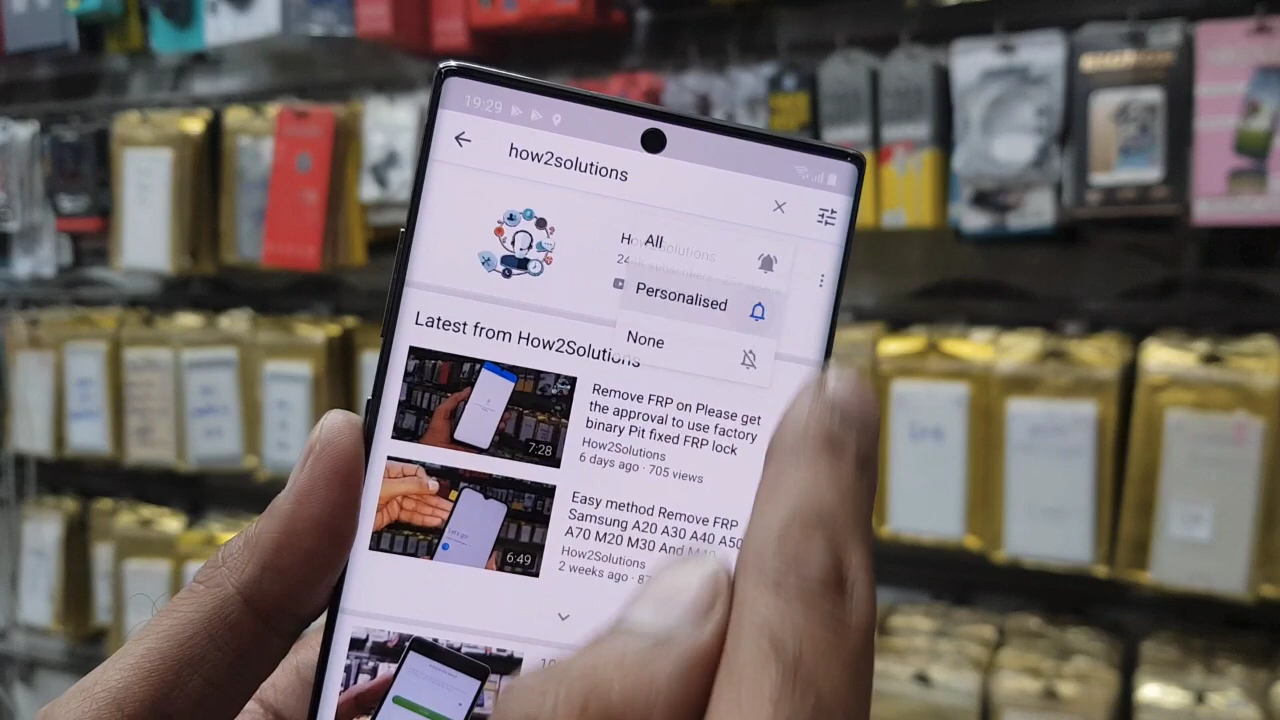 19:29
how2solutions
All
Personalised
None
Latest from How2Solutions
Remove FRP on Please get
the approval to use factory
binary Pit fixed FRP lock
How2Solutions
6 days ago · 705 views
7:28
Easy method Remove FRP
Samsung A20 A30 A40 A50
A70 M20 M30 And M40
How2Solutions
2 weeks ago · 87
6:49